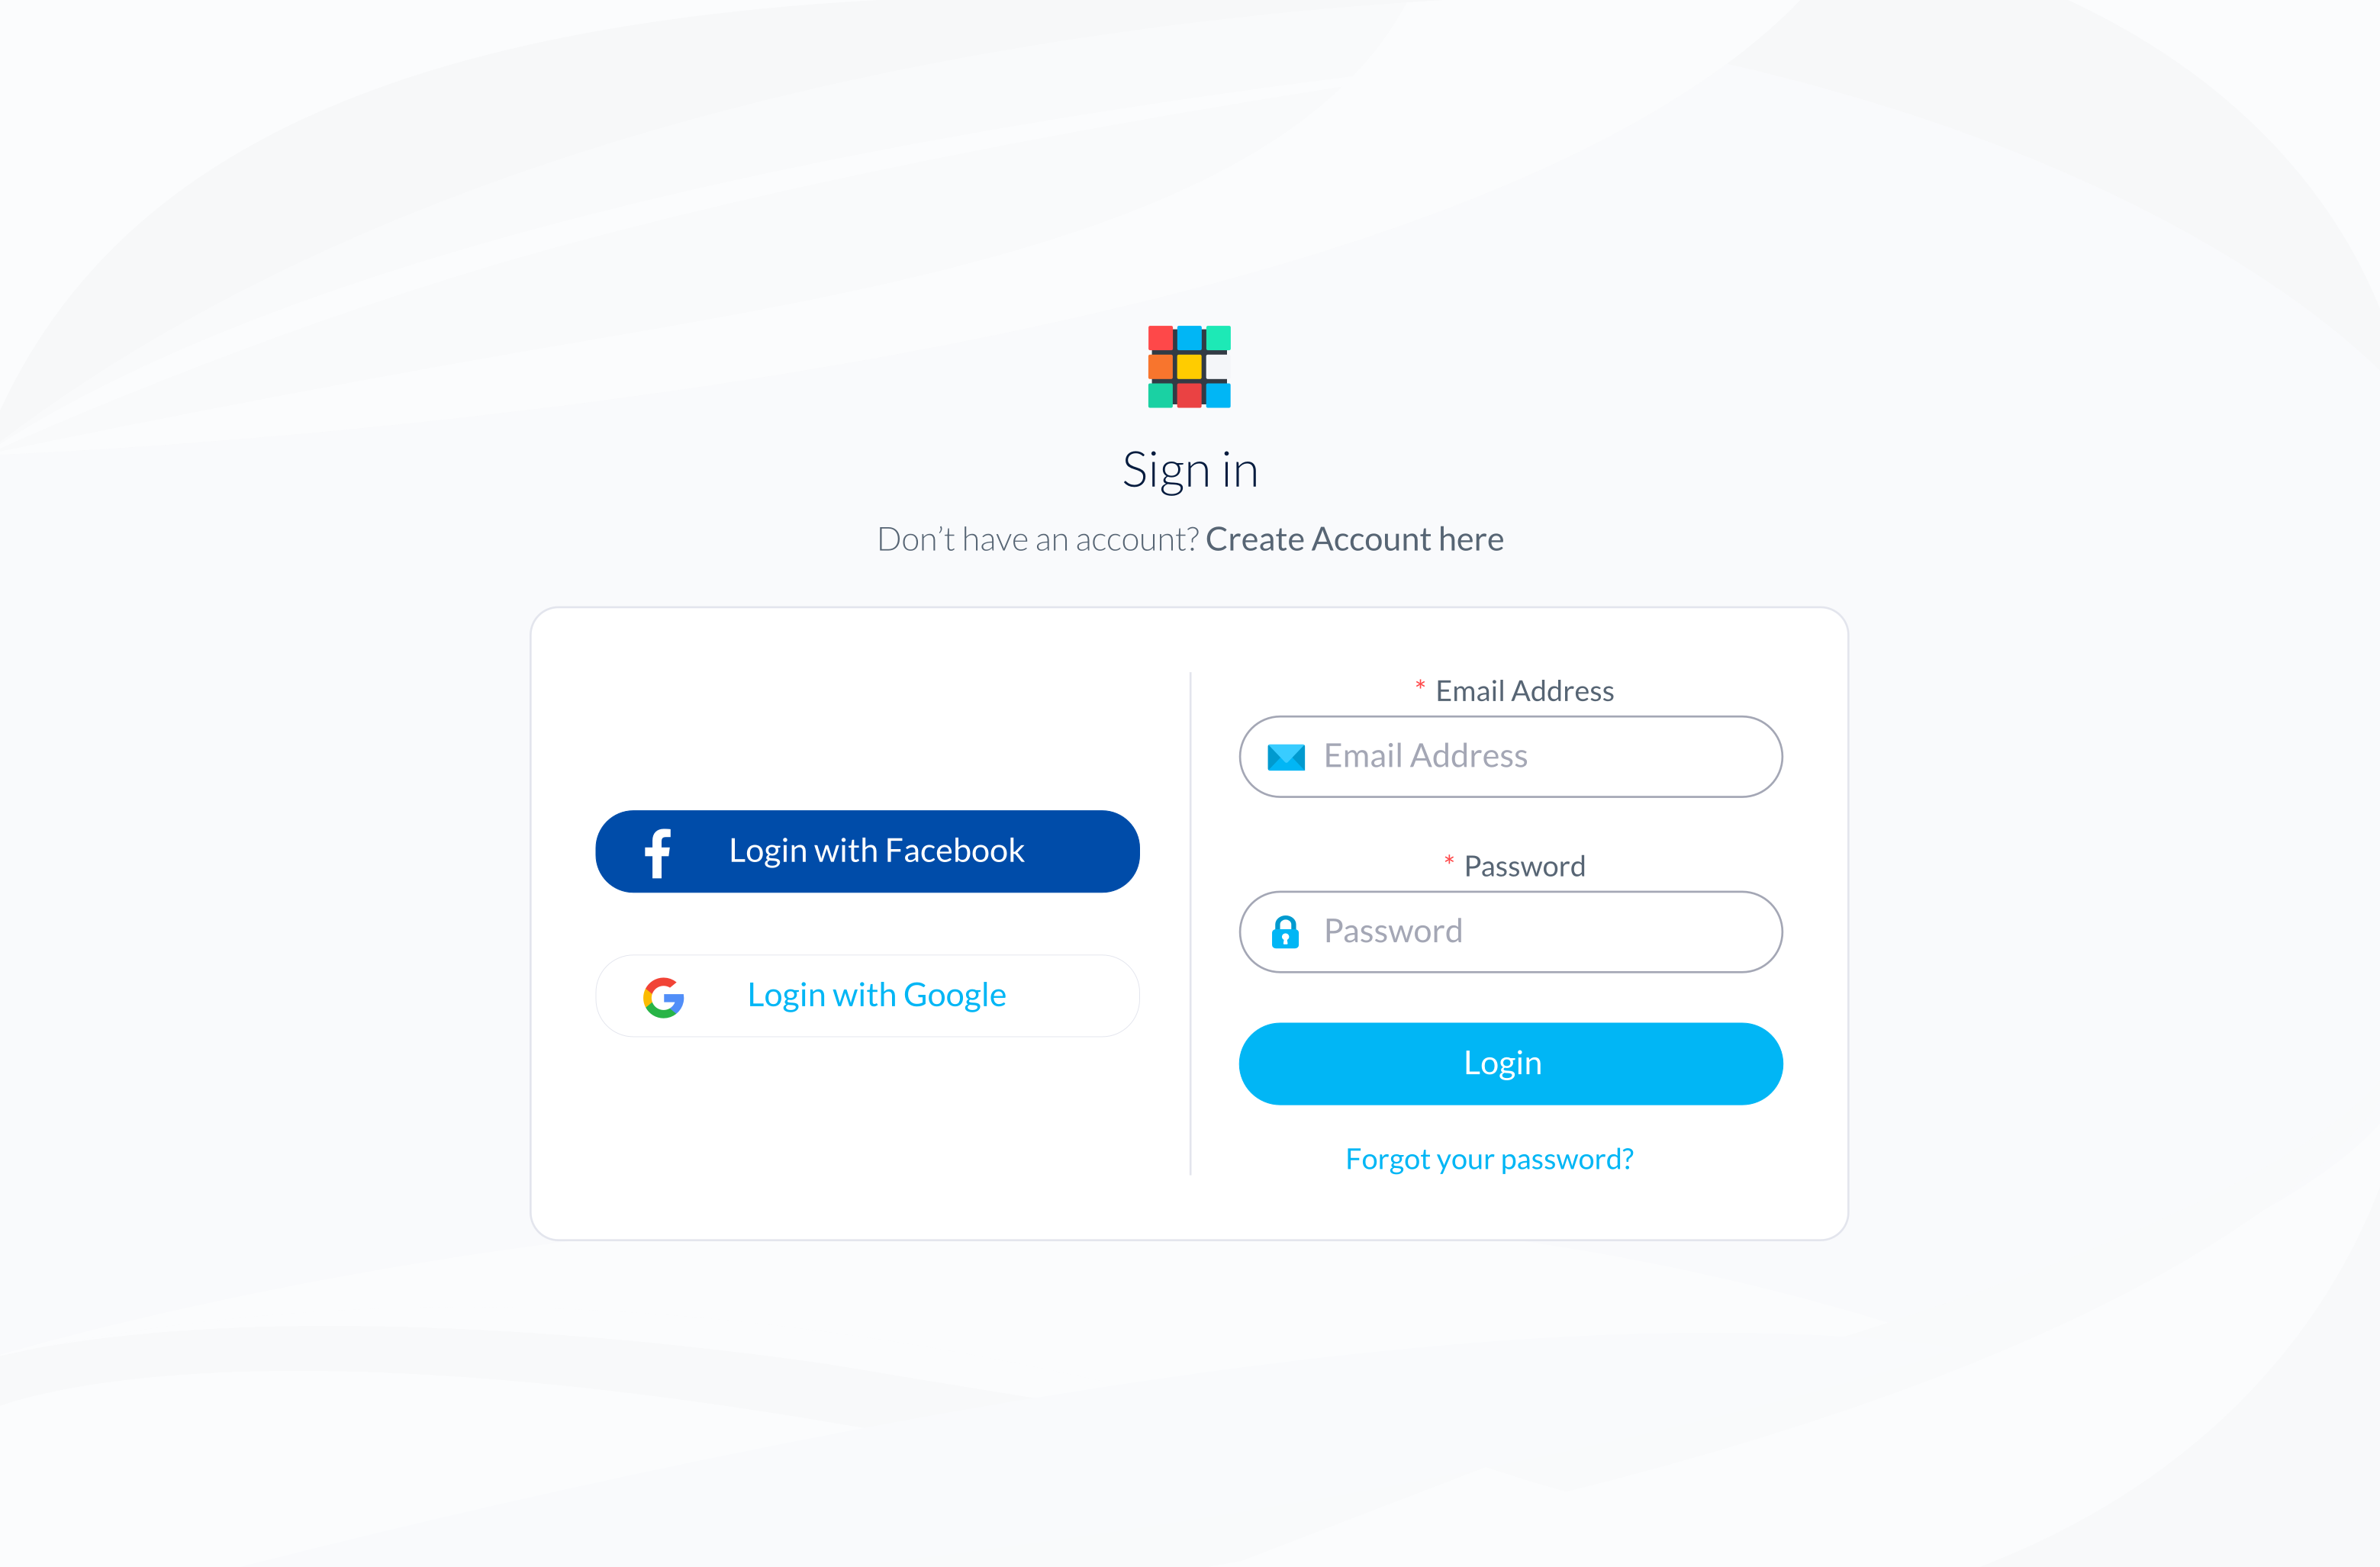 Sign in
Don’t have an account? Create Account here
Login with Facebook
Login with Google
* Email Address
Email Address
* Password
Password
Login
Forgot your password?